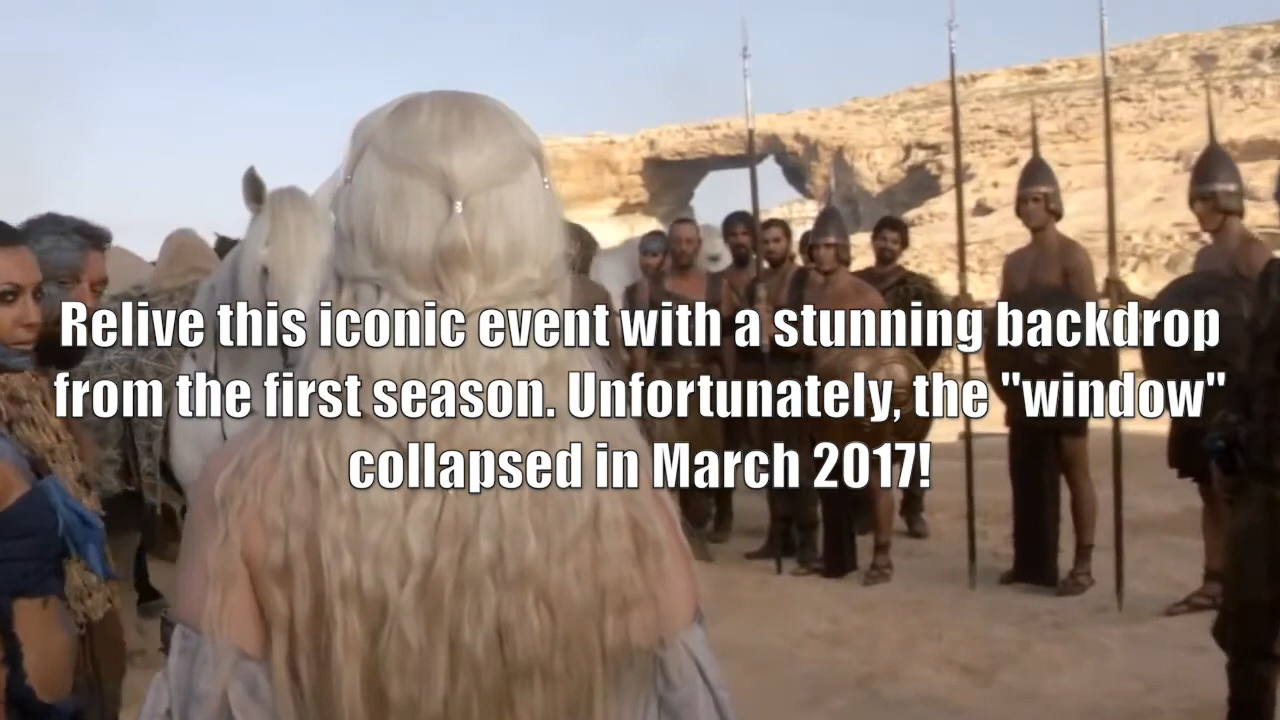 Relive this iconic event with a stunning backdrop
from the first season. Unfortunately, the "window"
collapsed in March 2017!